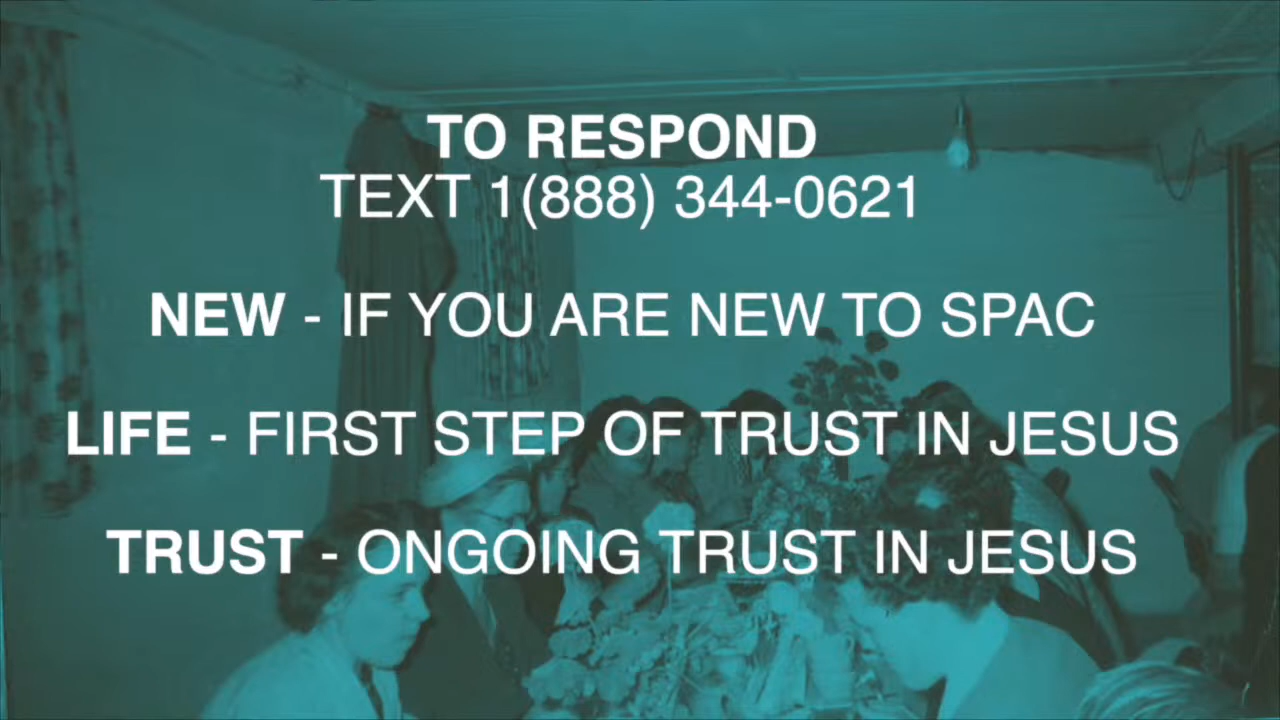 TO RESPOND
TEXT 1(888) 344-0621
NEW - IF YOU ARE NEW TO SPAC
LIFE - FIRST STEP OF TRUST IN JESUS
TRUST - ONGOING TRUST IN JESUS